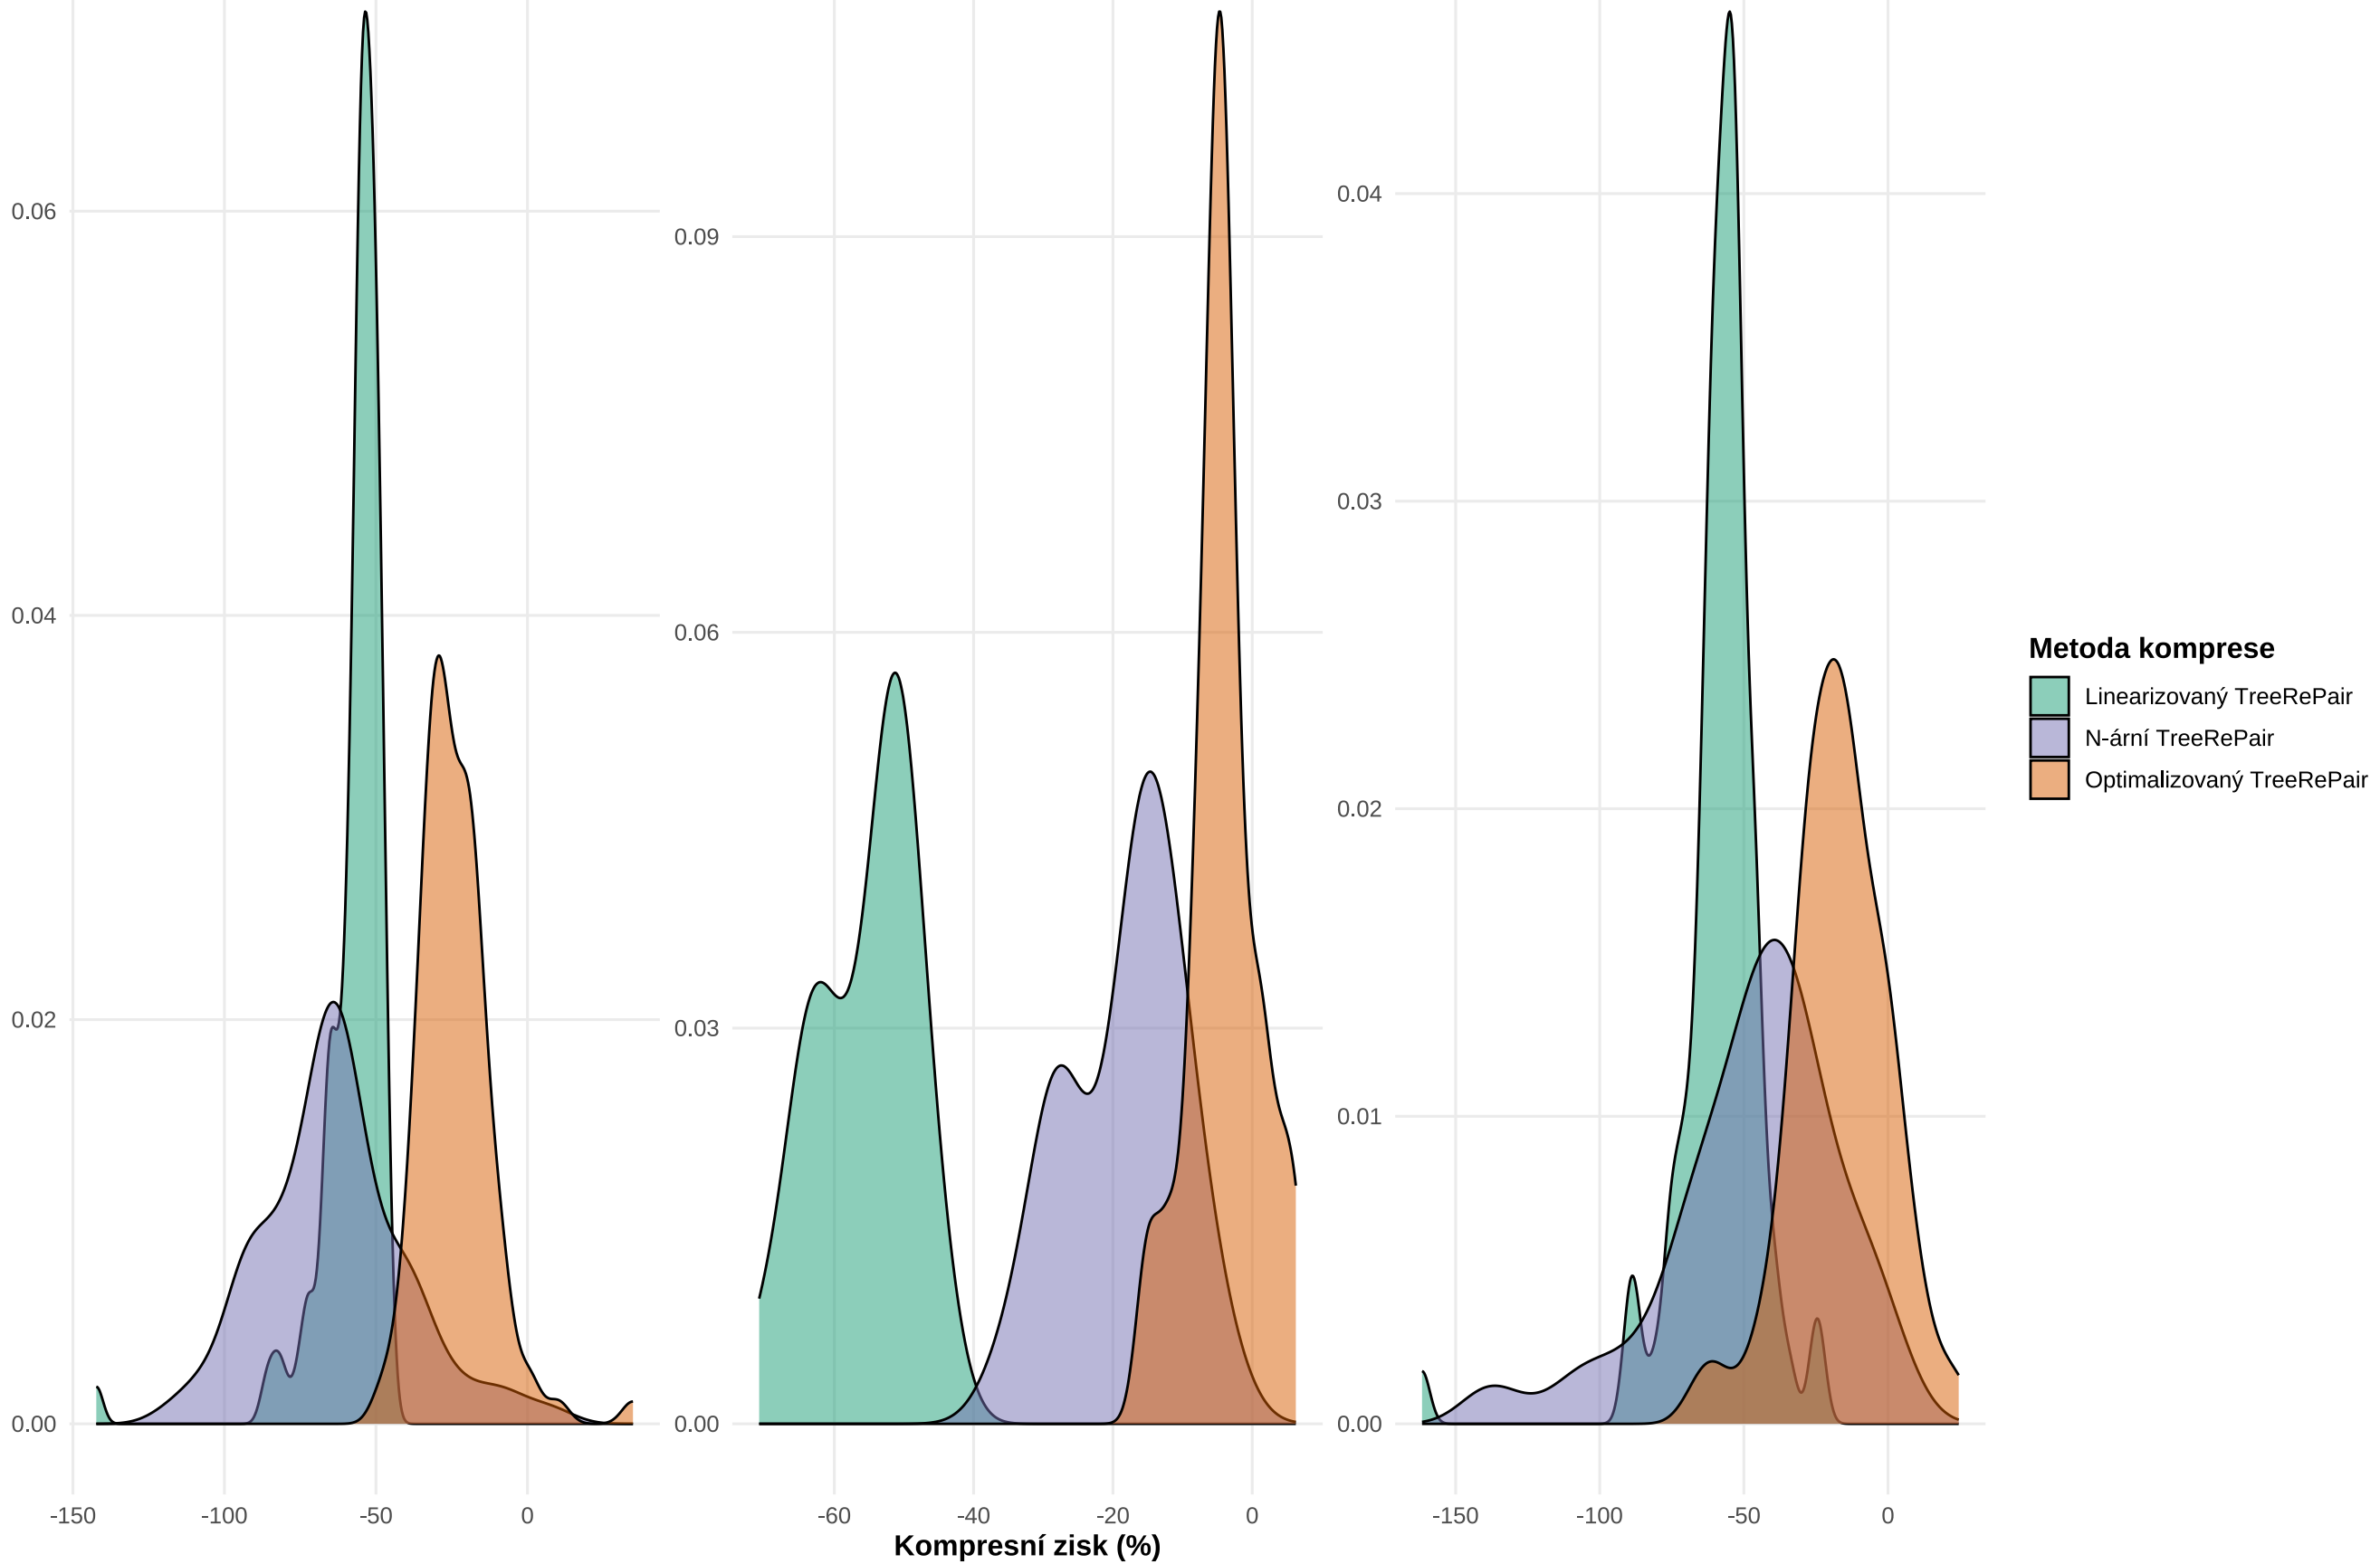 0.06
0.04
0.02
0.00
-150 -100 -50 0
0.09
0.06
0.03
0.00
-60 -40 -20 0
0.04
0.03
0.02
0.01
0.00
-150 -100 -50 0
Kompresní zisk (%)
Metoda komprese
Linearizovaný TreeRePair
N-ární TreeRePair
Optimalizovaný TreeRePair